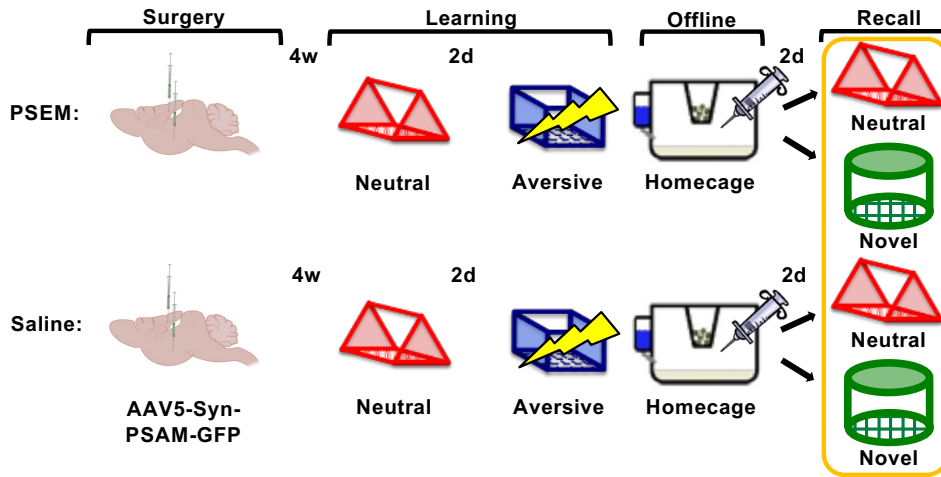 Surgery
Learning
Offline
Recall
4w
2d
2d
PSEM:
Neutral
Aversive
Homecage
Neutral
Novel
4w
2d
2d
Saline:
Neutral
Aversive
Homecage
Neutral
AAV5-Syn-
PSAM-GFP
Novel